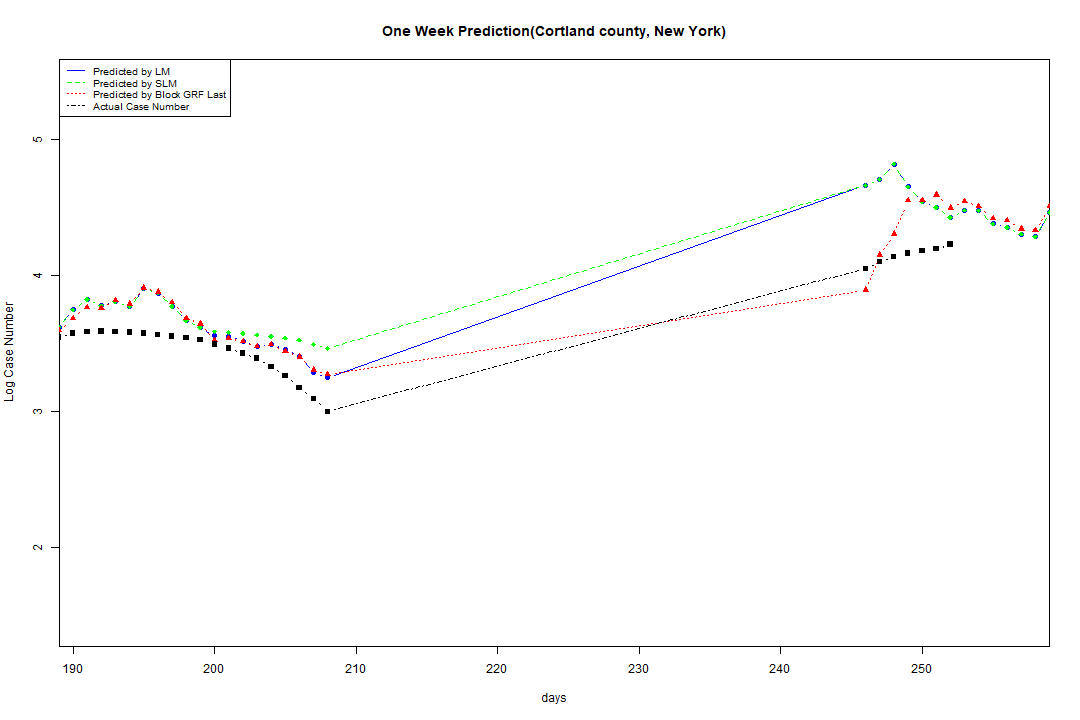 One Week Prediction(Cortland county, New York)
Predicted by LM
Predicted by SLM
Predicted by Block GRF Last
Actual Case Number
5
4
3
2
Log Case Number
190 200 210 220 230 240 250
days